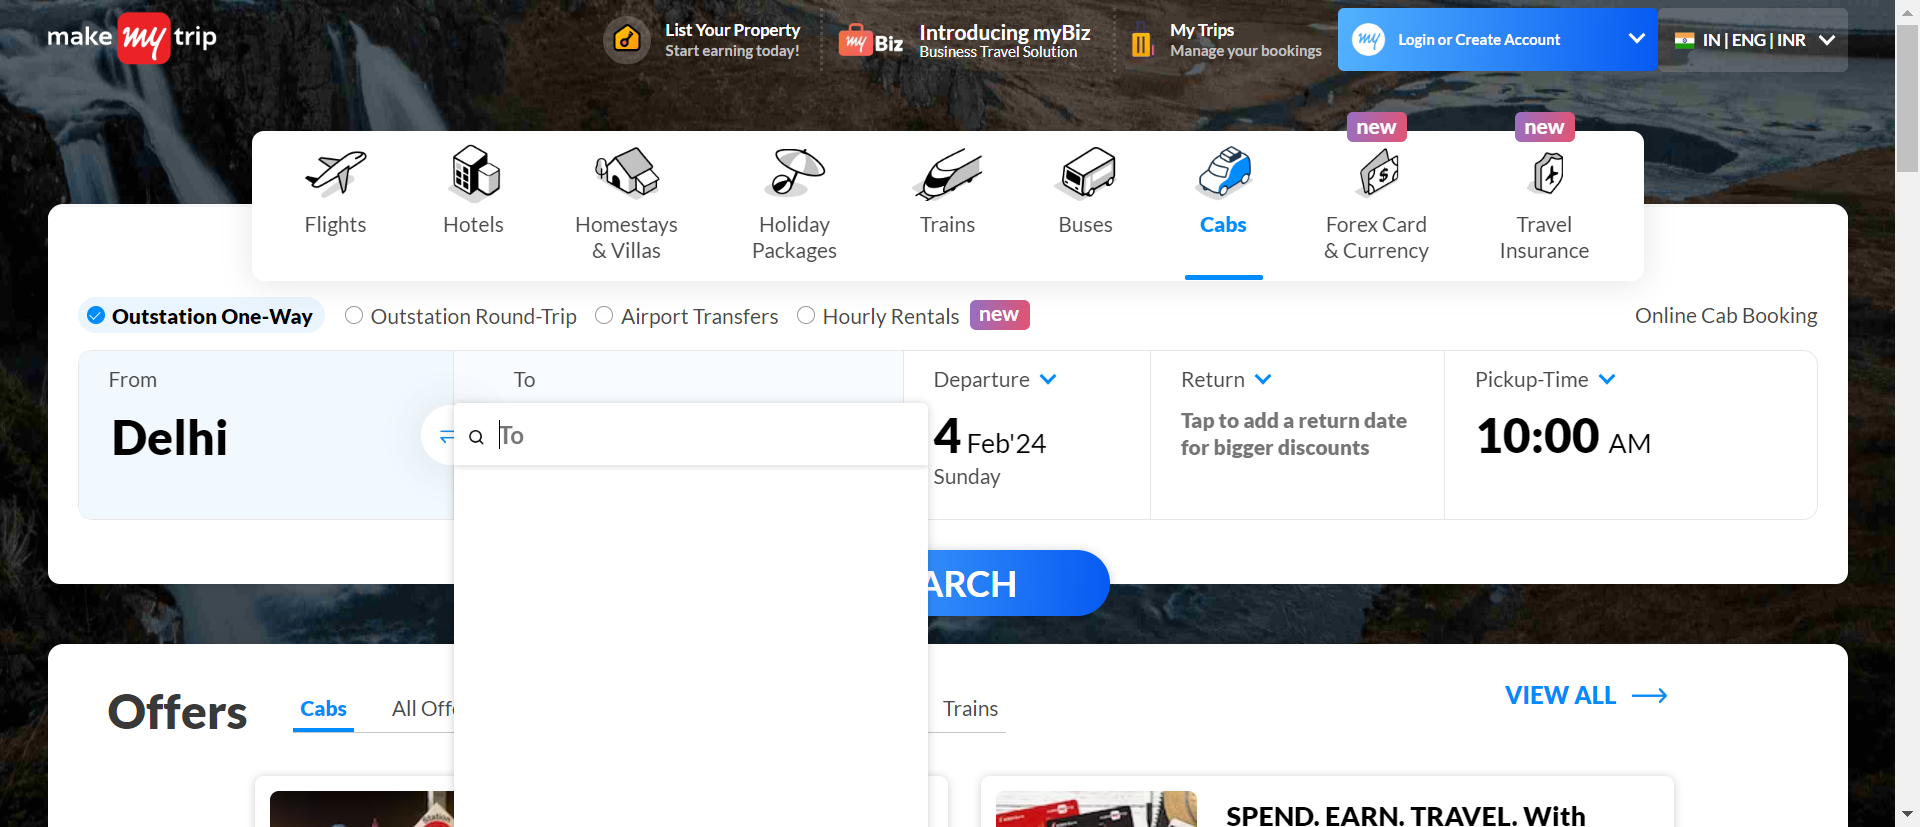 make my trip
List Your Property
Start earning today!
my Biz
Introducing myBiz
Business Travel Solution
My Trips
Manage your bookings
my
Login or Create Account
IN | ENG | INR
new
new
Flights
Hotels
Homestays
& Villas
Holiday
Packages
Trains
Buses
Cabs
Forex Card
& Currency
Travel
Insurance
Outstation One-Way
Outstation Round-Trip
Airport Transfers
Hourly Rentals
new
Online Cab Booking
From
Delhi
To
To
Departure
4 Feb'24
Sunday
Return
Tap to add a return date
for bigger discounts
Pickup-Time
10:00 AM
ARCH
Offers
Cabs
All Off
Trains
VIEW ALL
Station
SPEND. EARN. TRAVEL. With